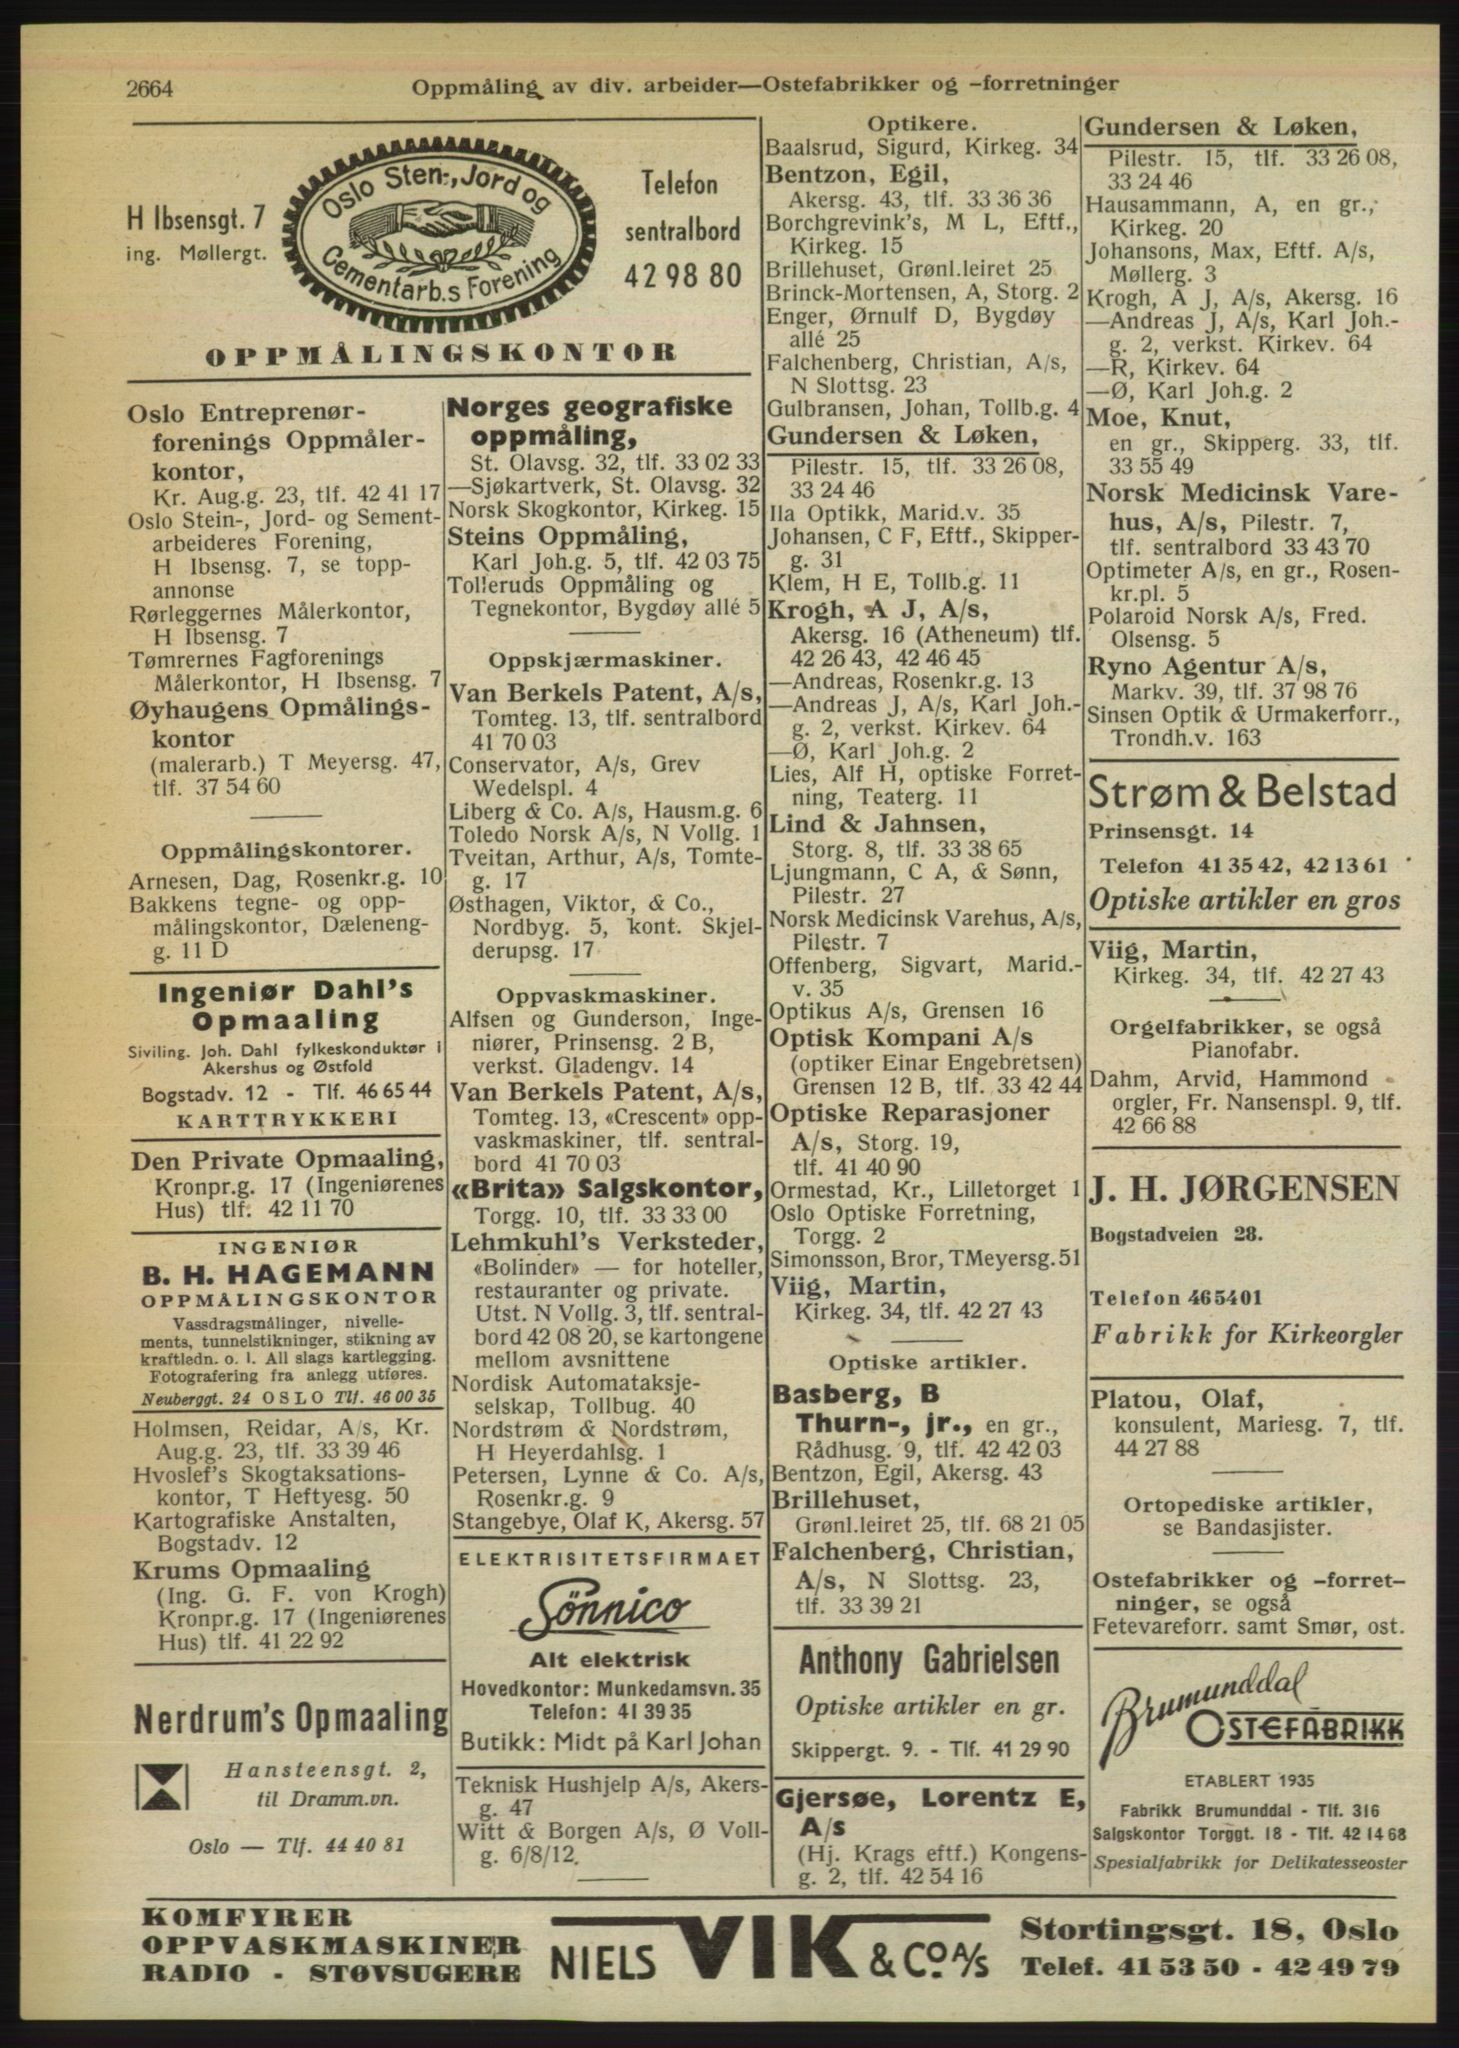 2664
Oppmåling av div. arbeider—Ostefabrikker og -forretninger
H Ibsensgt. 7
ing. Møllergt.
Oslo Sten-, Jord og
Cementarb.s Forening
Telefon
sentralbord
42 98 80
OPPMÅLINGSKONTOR
Oslo Entreprenør-
forenings Oppmåler-
kontor,
Kr. Aug.g. 23, tlf. 42 41 17
Oslo Stein-, Jord- og Sement-
arbeideres Forening,
H Ibsensg. 7, se topp-
annonse
Rørleggernes Målerkontor,
H Ibsensg. 7
Tømrernes Fagforenings
Målerkontor, H Ibsensg. 7
Øyhaugens Opmålings-
kontor
(malerarb.) T Meyersg. 47,
tlf. 37 54 60
Oppmålingskontorer.
Arnesen, Dag, Rosenkr.g. 10
Bakkens tegne- og opp-
målingskontor, Dæleneng-
g. 11 D
Ingeniør Dahl's
Opmaaling
Siviling. Joh. Dahl fylkeskonduktør i
Akershus og Østfold
Bogstadv. 12 - Tlf. 46 65 44
KARTTRYKKERI
Den Private Opmaaling,
Kronpr.g. 17 (Ingeniørenes
Hus) tlf. 42 11 70
INGENIØR
B. H. HAGEMANN
OPPMÅLINGSKONTOR
Vassdragsmålinger, nivelle-
ments, tunnelstikninger, stikning av
kraftledn. o. l. All slags kartlegging.
Fotografering fra anlegg utføres.
Neuberggt. 24 OSLO Tlf. 46 00 35
Holmsen, Reidar, A/s, Kr.
Aug.g. 23, tlf. 33 39 46
Hvoslef's Skogtaksations-
kontor, T Heftyesg. 50
Kartografiske Anstalten,
Bogstadv. 12
Krums Opmaaling
(Ing. G. F. von Krogh)
Kronpr.g. 17 (Ingeniørenes
Hus) tlf. 41 22 92
Nerdrum's Opmaaling
Hansteensgt. 2,
til Dramm.vn.
Oslo — Tlf. 44 40 81
Norges geografiske
oppmåling,
St. Olavsg. 32, tlf. 33 02 33
—Sjøkartverk, St. Olavsg. 32
Norsk Skogkontor, Kirkeg. 15
Steins Oppmåling,
Karl Joh.g. 5, tlf. 42 03 75
Tolleruds Oppmåling og
Tegnekontor, Bygdøy allé 5
Oppskjærmaskiner.
Van Berkels Patent, A/s,
Tomteg. 13, tlf. sentralbord
41 70 03
Conservator, A/s, Grev
Wedelspl. 4
Liberg & Co. A/s, Hausm.g. 6
Toledo Norsk A/s, N Vollg. 1
Tveitan, Arthur, A/s, Tomte-
g. 17
Østhagen, Viktor, & Co.,
Nordbyg. 5, kont. Skjel-
derupsg. 17
Oppvaskmaskiner.
Alfsen og Gunderson, Inge-
niører, Prinsensg. 2 B,
verkst. Gladengv. 14
Van Berkels Patent, A/s,
Tomteg. 13, «Crescent» opp-
vaskmaskiner, tlf. sentral-
bord 41 70 03
«Brita» Salgskontor,
Torgg. 10, tlf. 33 33 00
Lehmkuhl's Verksteder,
«Bolinder» — for hoteller,
restauranter og private.
Utst. N Vollg. 3, tlf. sentral-
bord 42 08 20, se kartongene
mellom avsnittene
Nordisk Automataksje-
selskap, Tollbug. 40
Nordstrøm & Nordstrøm,
H Heyerdahlsg. 1
Petersen, Lynne & Co. A/s,
Rosenkr.g. 9
Stangebye, Olaf K, Akersg. 57
ELEKTRISITETSFIRMAET
Sönnico
Alt elektrisk
Hovedkontor: Munkedamsvn. 35
Telefon: 41 39 35
Butikk: Midt på Karl Johan
Teknisk Hushjelp A/s, Akers-
g. 47
Witt & Borgen A/s, Ø Voll-
g. 6/8/12.
Optikere.
Baalsrud, Sigurd, Kirkeg. 34
Bentzon, Egil,
Akersg. 43, tlf. 33 36 36
Borchgrevink's, M L, Eftf.,
Kirkeg. 15
Brillehuset, Grønl.leiret 25
Brinck-Mortensen, A, Storg. 2
Enger, Ørnulf D, Bygdøy
allé 25
Falchenberg, Christian, A/s,
N Slottsg. 23
Gulbransen, Johan, Tollb.g. 4
Gundersen & Løken,
Pilestr. 15, tlf. 33 26 08,
33 24 46
Ila Optikk, Marid.v. 35
Johansen, C F, Eftf., Skipper-
g. 31
Klem, H E, Tollb.g. 11
Krogh, A J, A/s,
Akersg. 16 (Atheneum) tlf.
42 26 43, 42 46 45
—Andreas, Rosenkr.g. 13
—Andreas J, A/s, Karl Joh.-
g. 2, verkst. Kirkev. 64
—Ø, Karl Joh.g. 2
Lies, Alf H, optiske Forret-
ning, Teaterg. 11
Lind & Jahnsen,
Storg. 8, tlf. 33 38 65
Ljungmann, C A, & Sønn,
Pilestr. 27
Norsk Medicinsk Varehus, A/s,
Pilestr. 7
Offenberg, Sigvart, Marid.-
v. 35
Optikus A/s, Grensen 16
Optisk Kompani A/s
(optiker Einar Engebretsen)
Grensen 12 B, tlf. 33 42 44
Optiske Reparasjoner
A/s, Storg. 19,
tlf. 41 40 90
Ormestad, Kr., Lilletorget 1
Oslo Optiske Forretning,
Torgg. 2
Simonsson, Bror, TMeyersg. 51
Viig, Martin,
Kirkeg. 34, tlf. 42 27 43
Optiske artikler.
Basberg, B
Thurn-, jr., en gr.,
Rådhusg. 9, tlf. 42 42 03
Bentzon, Egil, Akersg. 43
Brillehuset,
Grønl.leiret 25, tlf. 68 21 05
Falchenberg, Christian,
A/s, N Slottsg. 23,
tlf. 33 39 21
Anthony Gabrielsen
Optiske artikler en gr.
Skippergt. 9. - Tlf. 41 29 90
Gjersøe, Lorentz E,
A/s
(Hj. Krags eftf.) Kongens-
g. 2, tlf. 42 54 16
Gundersen & Løken,
Pilestr. 15, tlf. 33 26 08,
33 24 46
Hausammann, A, en gr.,
Kirkeg. 20
Johansons, Max, Eftf. A/s,
Møllerg. 3
Krogh, A J, A/s, Akersg. 16
—Andreas J, A/s, Karl Joh.-
g. 2, verkst. Kirkev. 64
—R, Kirkev. 64
—Ø, Karl Joh.g. 2
Moe, Knut,
en gr., Skipperg. 33, tlf.
33 55 49
Norsk Medicinsk Vare-
hus, A/s, Pilestr. 7,
tlf. sentralbord 33 43 70
Optimeter A/s, en gr., Rosen-
kr.pl. 5
Polaroid Norsk A/s, Fred.
Olsensg. 5
Ryno Agentur A/s,
Markv. 39, tlf. 37 98 76
Sinsen Optik & Urmakerforr.,
Trondh.v. 163
Strøm & Belstad
Prinsensgt. 14
Telefon 41 35 42, 42 13 61
Optiske artikler en gros
Viig, Martin,
Kirkeg. 34, tlf. 42 27 43
Orgelfabrikker, se også
Pianofabr.
Dahm, Arvid, Hammond
orgler, Fr. Nansenspl. 9, tlf.
42 66 88
J. H. JØRGENSEN
Bogstadveien 28.
Telefon 46 54 01
Fabrikk for Kirkeorgler
Platou, Olaf,
konsulent, Mariesg. 7, tlf.
44 27 88
Ortopediske artikler,
se Bandasjister.
Ostefabrikker og -forret-
ninger, se også
Fetevareforr. samt Smør, ost.
Brumunddal
OSTEFABRIKK
ETABLERT 1935
Fabrikk Brumunddal - Tlf. 316
Salgskontor Torggt. 18 - Tlf. 42 14 68
Spesialfabrikk for Delikatesseoster
KOMFYRER
OPPVASKMASKINER
RADIO - STØVSUGERE
NIELS VIK & CO. A/S
Stortingsgt. 18, Oslo
Telef. 41 53 50 - 42 49 79